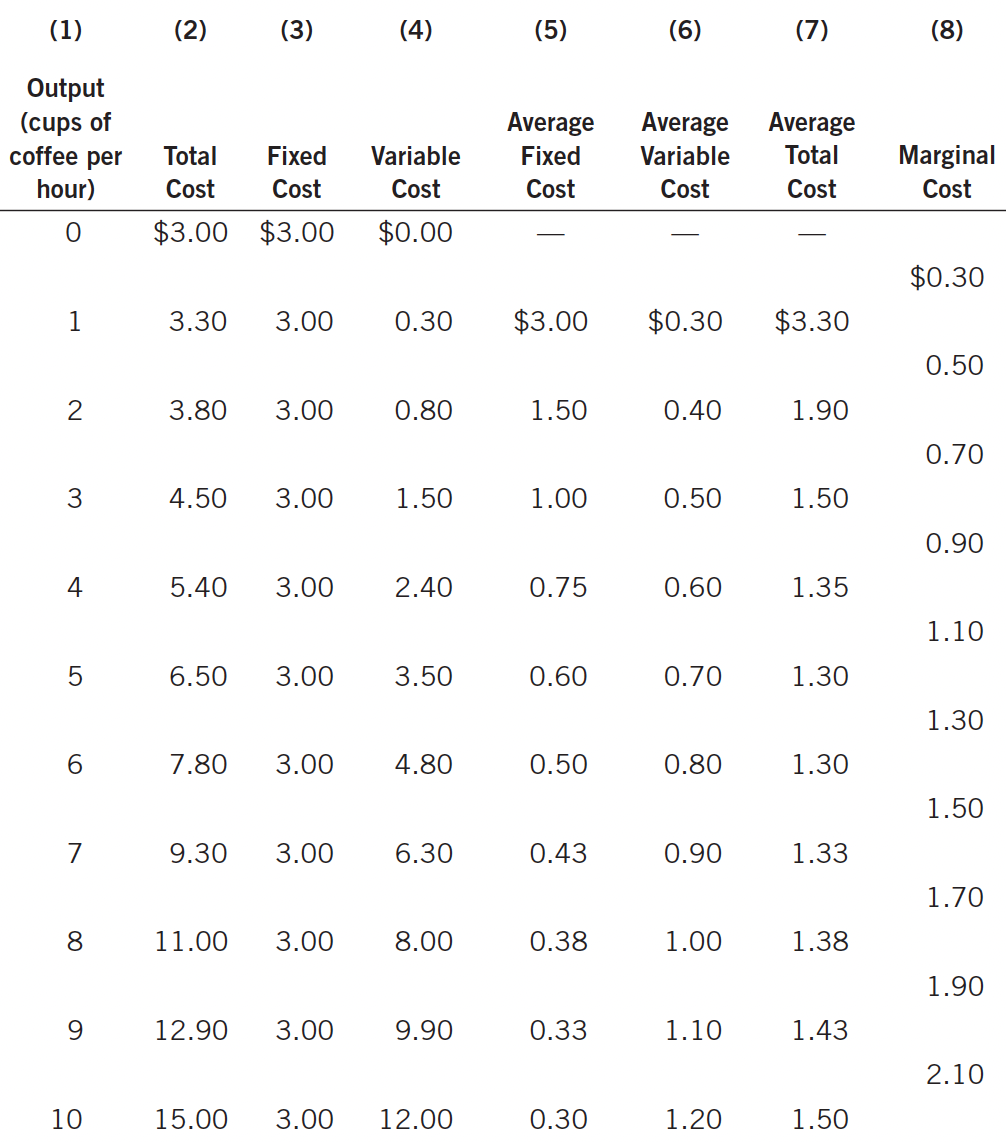 (1) (2) (3) (4) (5) (6) (7) (8)
Output
(cups of Average Average Average
coffee per Total Fixed Variable Fixed Variable Total Marginal
hour) Cost Cost Cost Cost Cost Cost Cost
0 $3.00 $3.00 $0.00 — — —
$0.30
1 3.30 3.00 0.30 $3.00 $0.30 $3.30
0.50
2 3.80 3.00 0.80 1.50 0.40 1.90
0.70
3 4.50 3.00 1.50 1.00 0.50 1.50
0.90
4 5.40 3.00 2.40 0.75 0.60 1.35
1.10
5 6.50 3.00 3.50 0.60 0.70 1.30
1.30
6 7.80 3.00 4.80 0.50 0.80 1.30
1.50
7 9.30 3.00 6.30 0.43 0.90 1.33
1.70
8 11.00 3.00 8.00 0.38 1.00 1.38
1.90
9 12.90 3.00 9.90 0.33 1.10 1.43
2.10
10 15.00 3.00 12.00 0.30 1.20 1.50